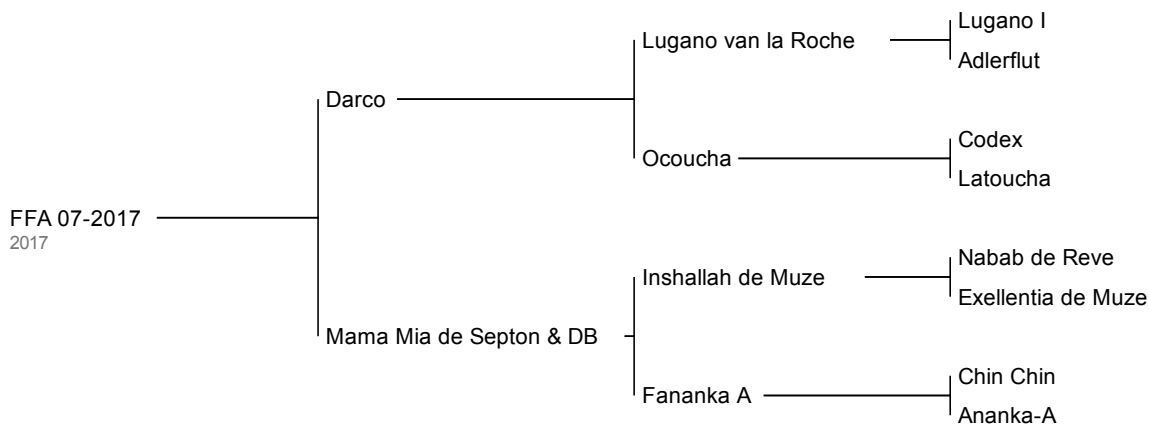 Lugano I
Lugano van la Roche
Adlerflut
Darco
Codex
Ocoucha
Latoucha
FFA 07-2017
2017
Nabab de Reve
Inshallah de Muze
Exellentia de Muze
Mama Mia de Septon & DB
Chin Chin
Fananka A
Ananka-A